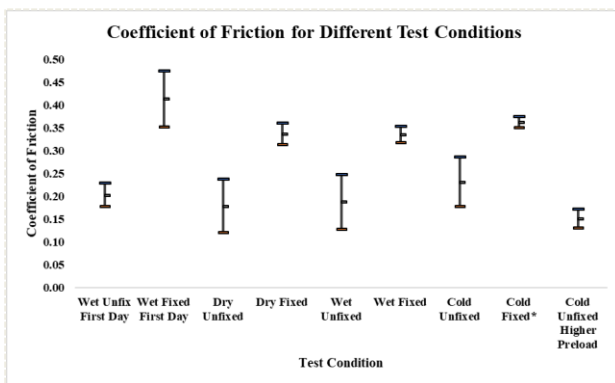 Coefficient of Friction for Different Test Conditions
Coefficient of Friction
0.50
0.45
0.40
0.35
0.30
0.25
0.20
0.15
0.10
0.05
0.00
Wet Unfix First Day
Wet Fixed First Day
Dry Unfixed
Dry Fixed
Wet Unfixed
Wet Fixed
Cold Unfixed
Cold Fixed*
Cold Unfixed Higher Preload
Test Condition